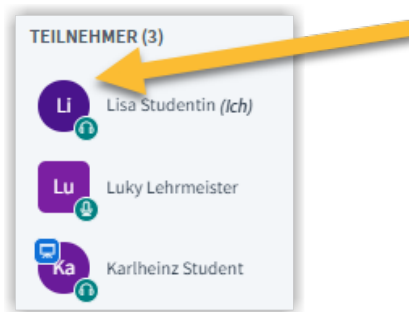 TEILNEHMER (3)
Li Lisa Studentin (Ich)
Lu Luky Lehrmeister
Ka Karlheinz Student